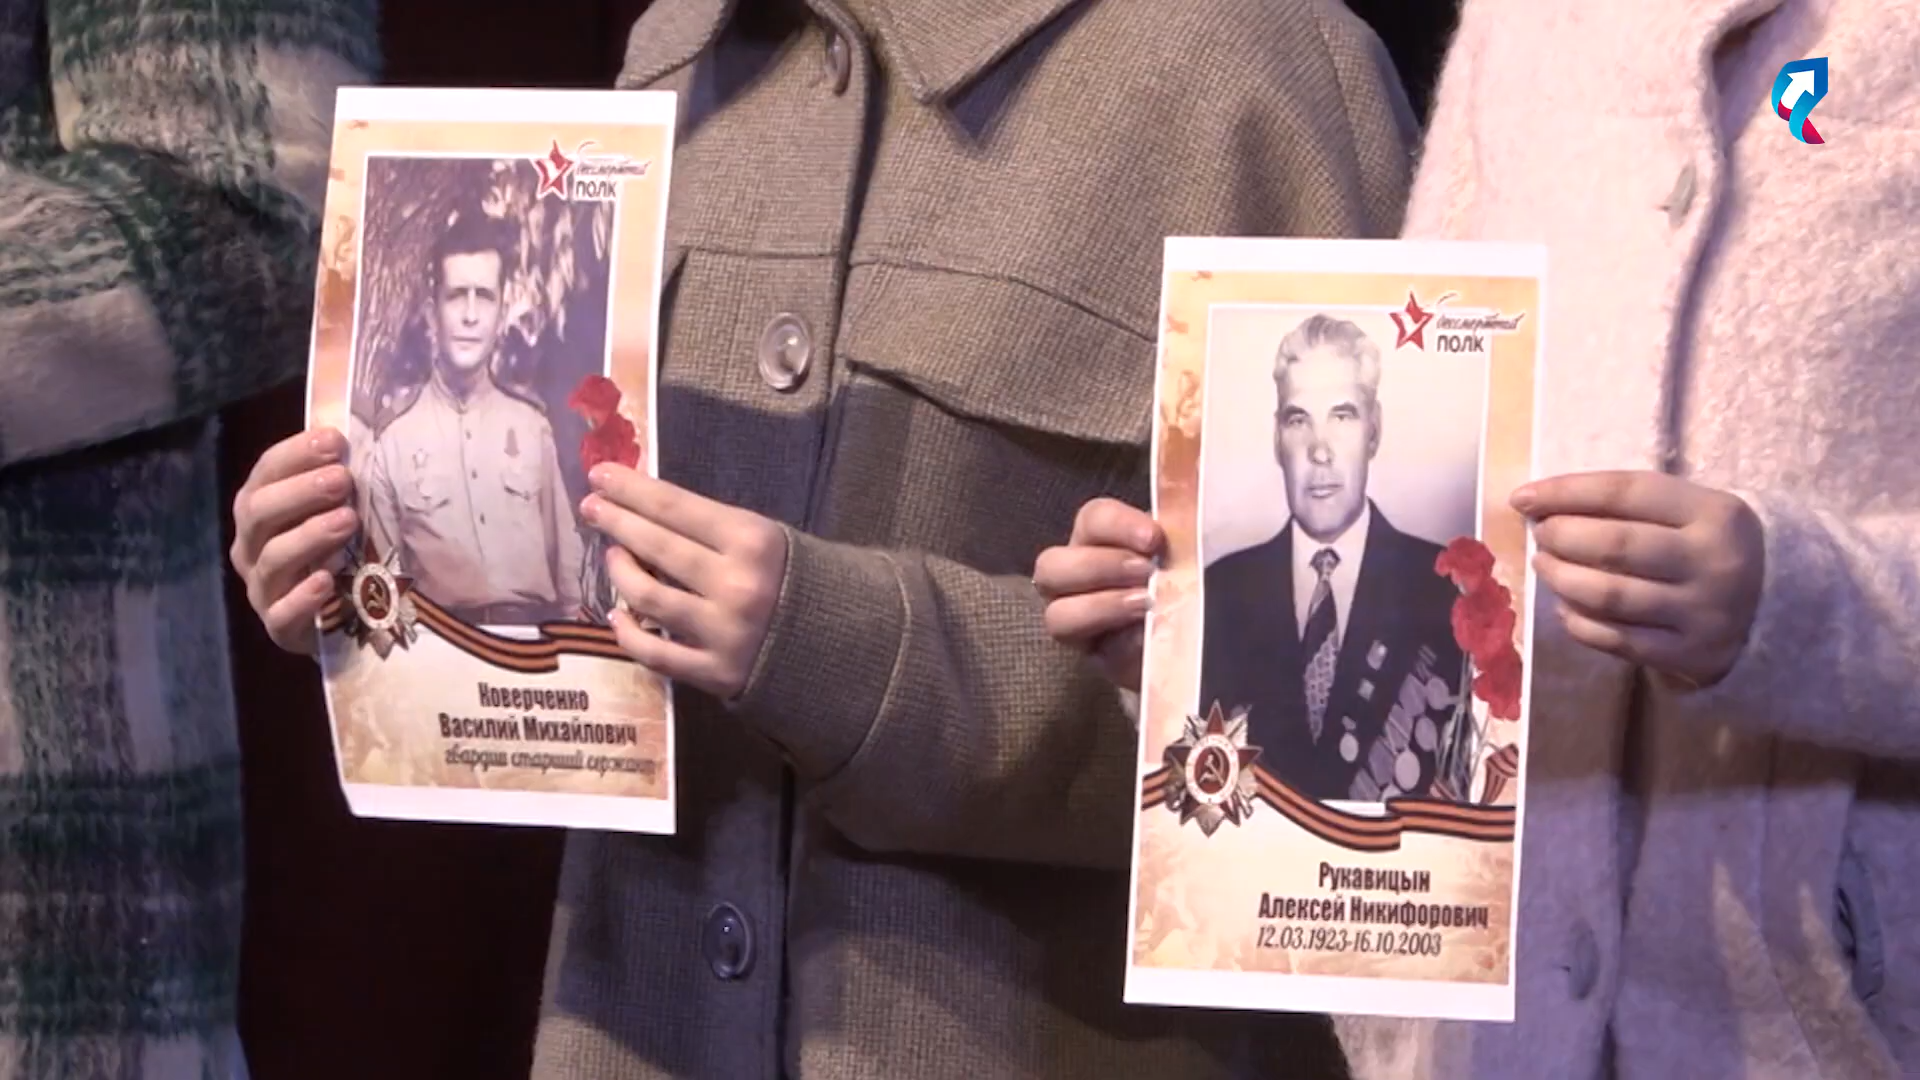 бессмертный
ПОЛК
Коверченко
Василий Михайлович
гвардии старший сержант
бессмертный
ПОЛК
Рукавицын
Алексей Никифорович
12.03.1923-16.10.2003